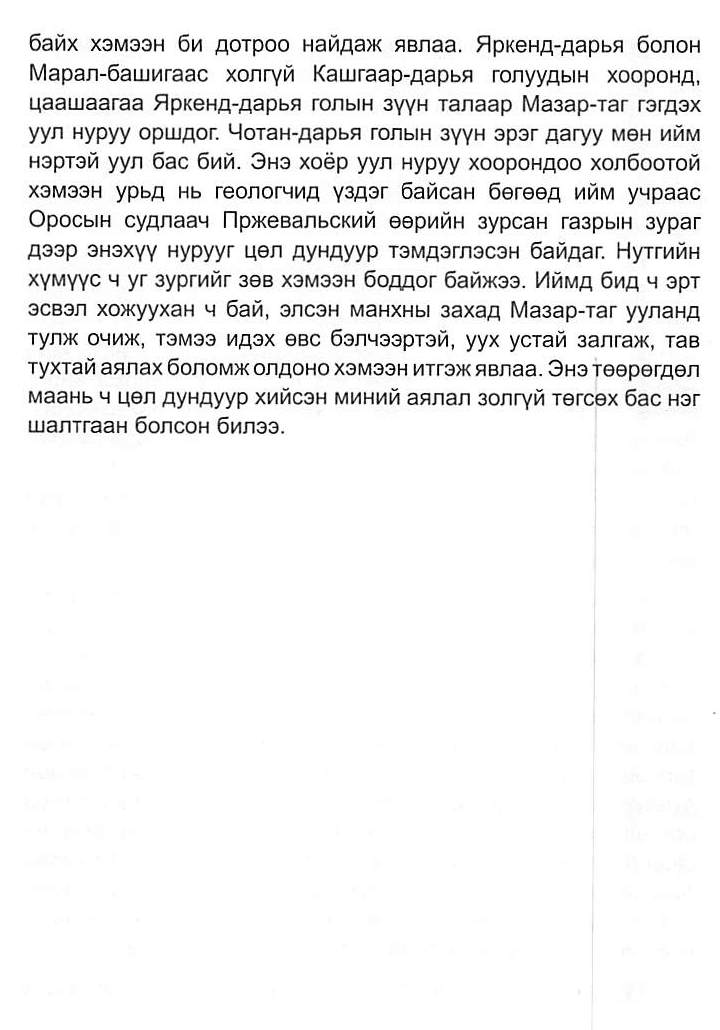 байх хэмээн би дотроо найдаж явлаа. Яркенд-дарья болон
Марал-башигаас холгүй Кашгаар-дарья голуудын хооронд,
цаашаагаа Яркенд-дарья голын зүүн талаар Мазар-таг гэгдэх
уул нуруу оршдог. Чотан-дарья голын зүүн эрэг дагуу мөн ийм
нэртэй уул бас бий. Энэ хоёр уул нуруу хоорондоо холбоотой
хэмээн урьд нь геологчид үздэг байсан бөгөөд ийм учраас
Оросын судлаач Пржевальский өөрийн зурсан газрын зураг
дээр энэхүү нурууг цөл дундуур тэмдэглэсэн байдаг. Нутгийн
хүмүүс ч уг зургийг зөв хэмээн боддог байжээ. Иймд бид ч эрт
эсвэл хожуухан ч бай, элсэн манхны захад Мазар-таг ууланд
тулж очиж, тэмээ идэх өвс бэлчээртэй, уух устай залгаж, тав
тухтай аялах боломж олдоно хэмээн итгэж явлаа. Энэ төөрөгдөл
маань ч цөл дундуур хийсэн миний аялал золгүй төгсөх бас нэг
шалтгаан болсон билээ.